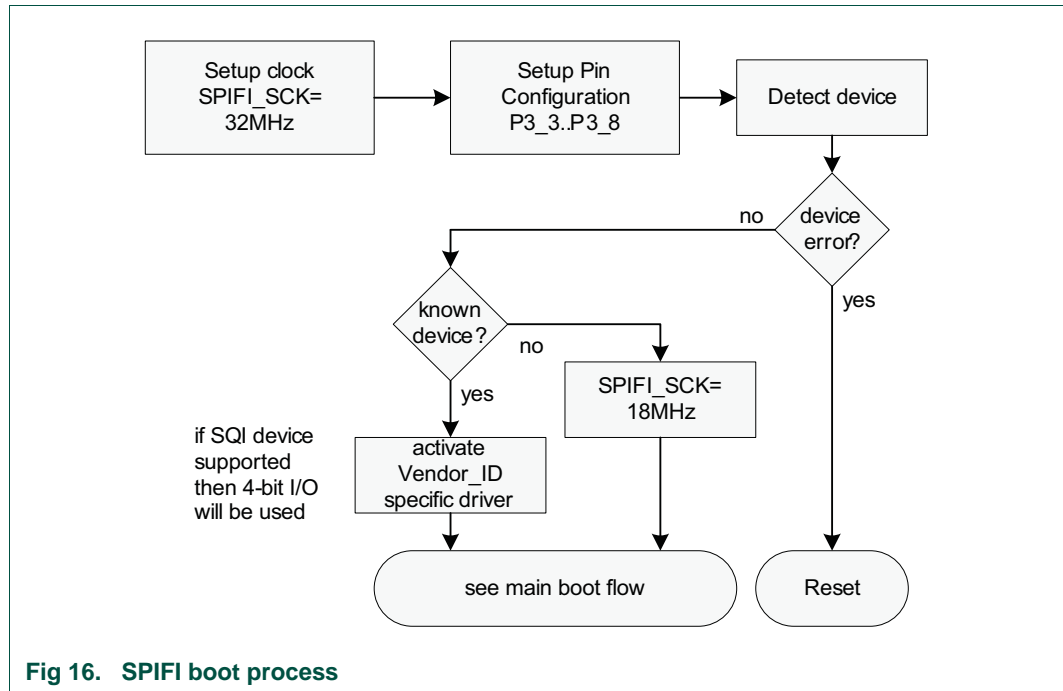 Setup clock
SPIFI_SCK=
32MHz
Setup Pin
Configuration
P3_3..P3_8
Detect device
device
error?
no
yes
known
device?
no
yes
SPIFI_SCK=
18MHz
if SQI device
supported
then 4-bit I/O
will be used
activate
Vendor_ID
specific driver
see main boot flow
Reset
Fig 16. SPIFI boot process